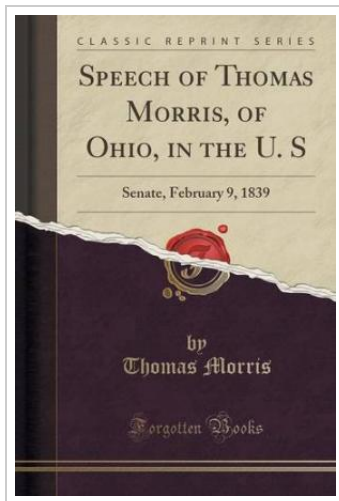 CLASSIC REPRINT SERIES
SPEECH OF THOMAS
MORRIS, OF
OHIO, IN THE U. S
Senate, February 9, 1839
by
Thomas Morris
Forgotten Books